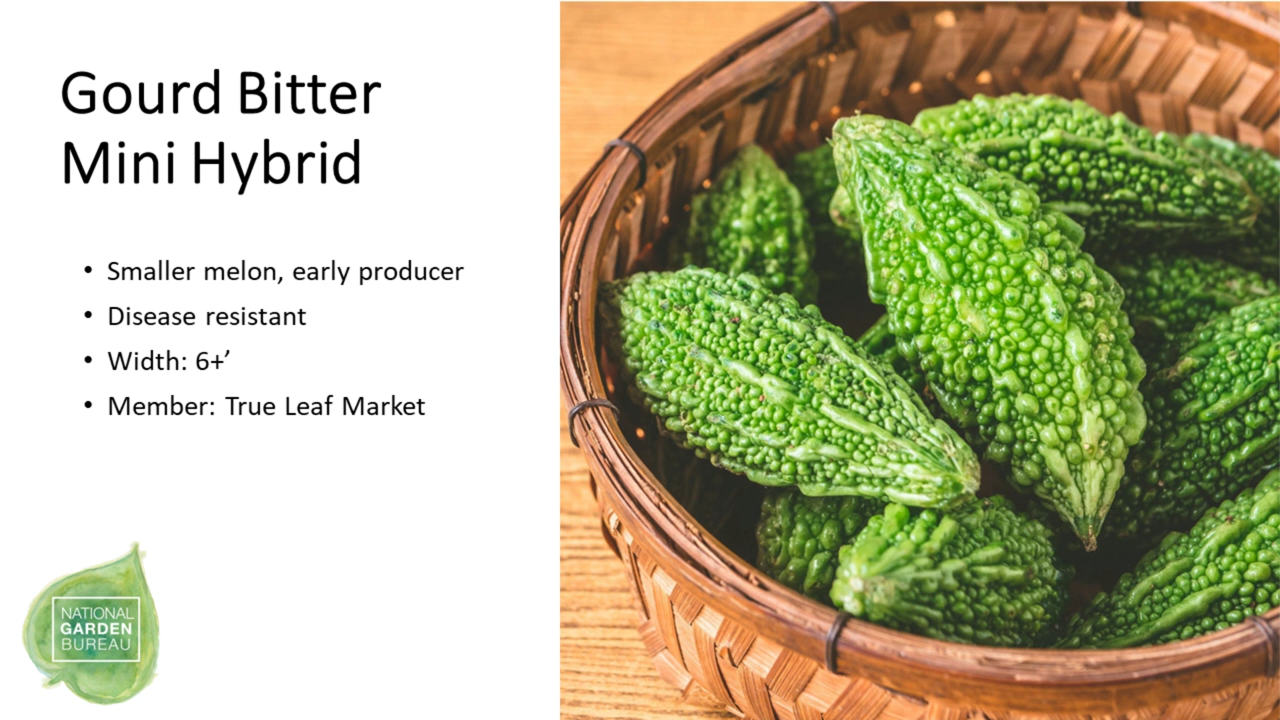 Gourd Bitter
Mini Hybrid
• Smaller melon, early producer
• Disease resistant
• Width: 6+’
• Member: True Leaf Market
NATIONAL
GARDEN
BUREAU